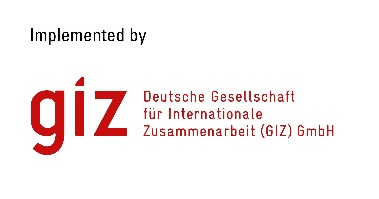 Implemented by
giz
Deutsche Gesellschaft
für Internationale
Zusammenarbeit (GIZ) GmbH